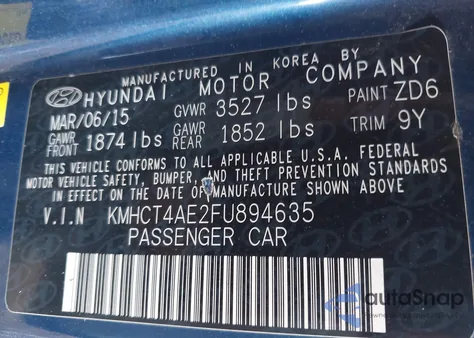 MANUFACTURED IN KOREA BY
HYUNDAI MOTOR COMPANY
MAR/06/15 GVWR 3527 lbs PAINT ZD6
GAWR FRONT 1874 lbs GAWR REAR 1852 lbs TRIM 9Y
THIS VEHICLE CONFORMS TO ALL APPLICABLE U.S.A. FEDERAL
MOTOR VEHICLE SAFETY, BUMPER, AND THEFT PREVENTION STANDARDS
IN EFFECT ON THE DATE OF MANUFACTURE SHOWN ABOVE.
V.I.N KMHCT4AE2FU894635
PASSENGER CAR
autoSnap